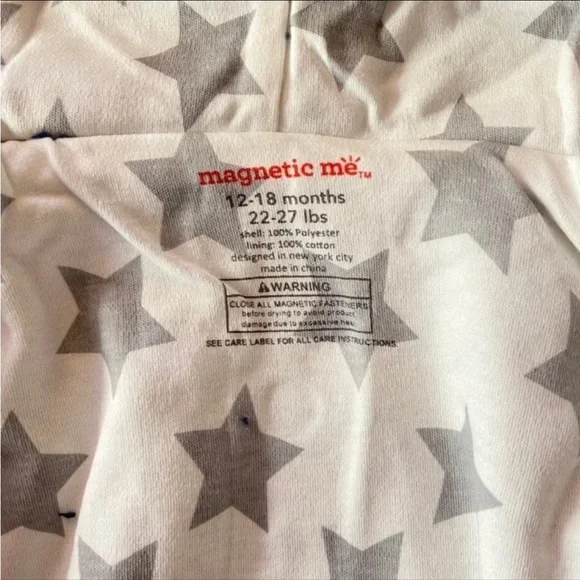 magnetic me™
12-18 months
22-27 lbs
shell: 100% Polyester
lining: 100% cotton
designed in new york city
made in china
⚠ WARNING
CLOSE ALL MAGNETIC FASTENERS
before drying to avoid product
damage due to excessive heat
SEE CARE LABEL FOR ALL CARE INSTRUCTIONS.